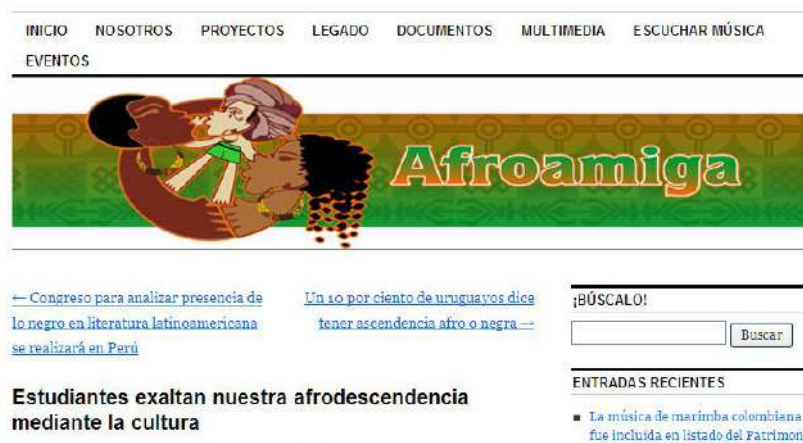 INICIO NOSOTROS PROYECTOS LEGADO DOCUMENTOS MULTIMEDIA ESCUCHAR MÚSICA
EVENTOS
Afroamiga
← Congreso para analizar presencia de
lo negro en literatura latinoamericana
se realizará en Perú
Un 10 por ciento de uruguayos dice
tener ascendencia afro o negra →
Estudiantes exaltan nuestra afrodescendencia
mediante la cultura
¡BÚSCALO!
Buscar
ENTRADAS RECIENTES
La música de marimba colombiana
fue incluida en listado del Patrimon